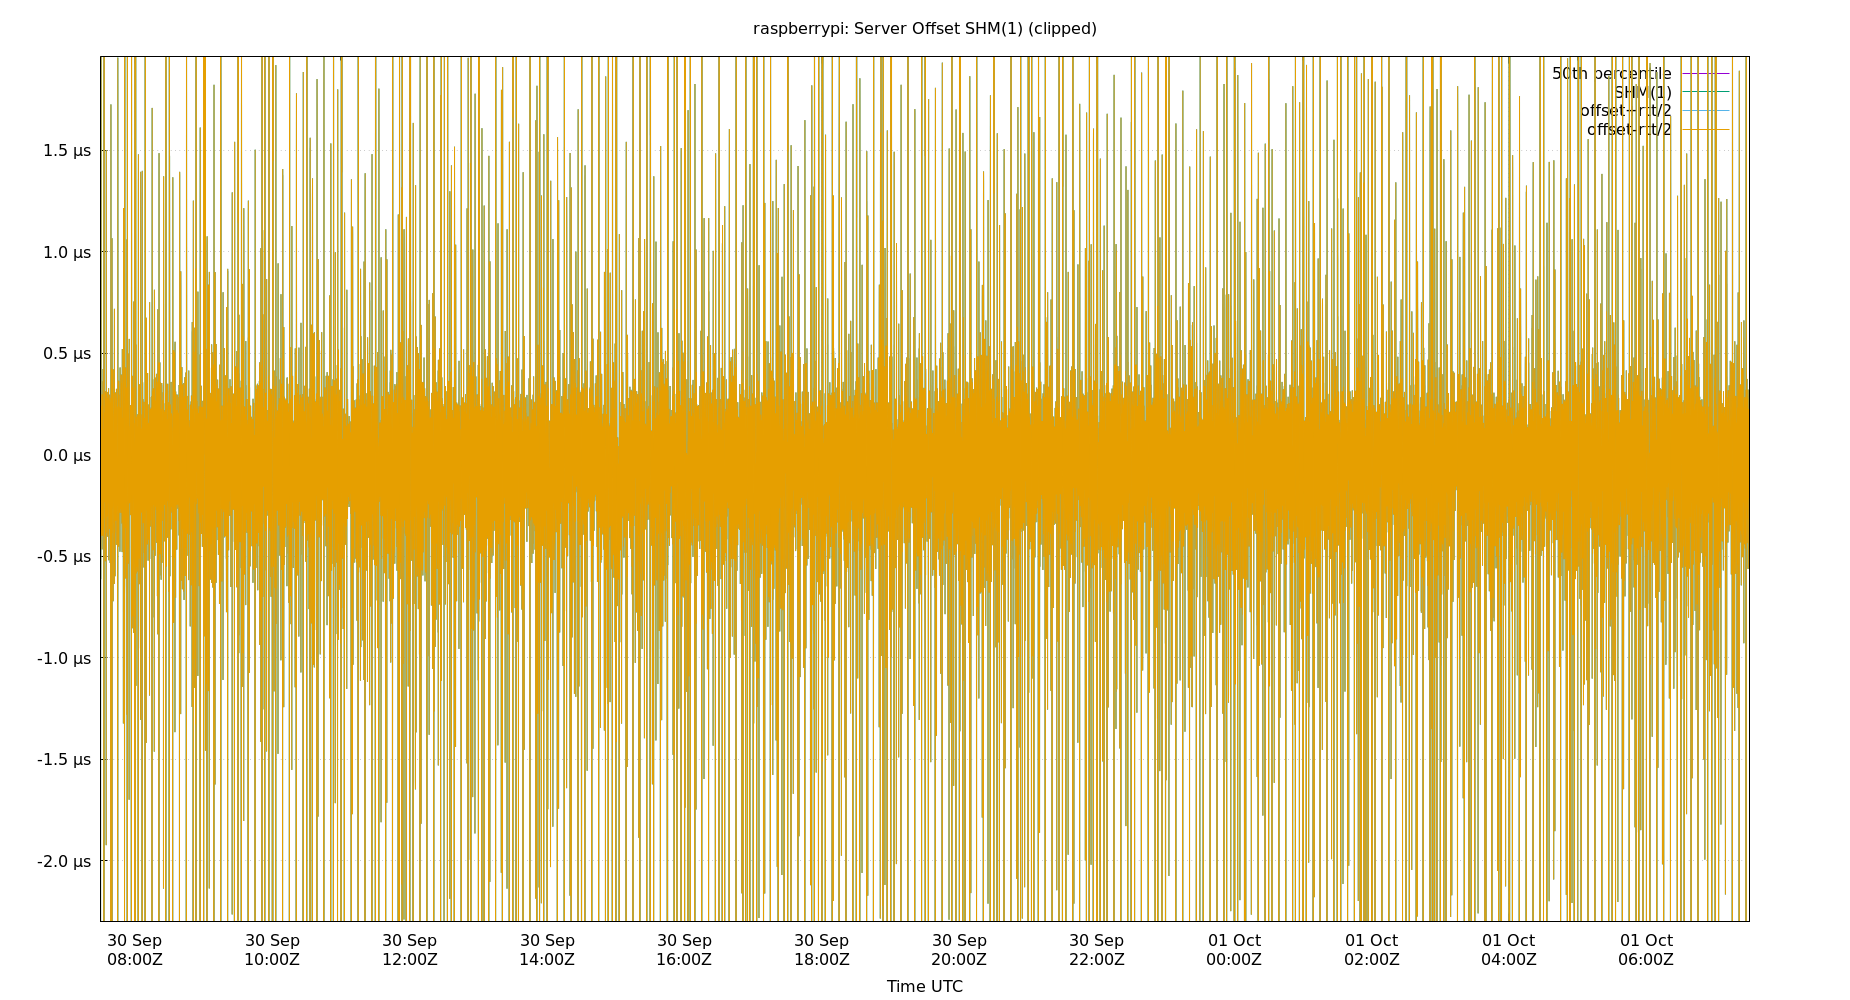 raspberrypi: Server Offset SHM(1) (clipped)
50th percentile
SHM(1)
offset+rtt/2
offset-rtt/2
1.5 µs
1.0 µs
0.5 µs
0.0 µs
-0.5 µs
-1.0 µs
-1.5 µs
-2.0 µs
30 Sep 30 Sep 30 Sep 30 Sep 30 Sep 30 Sep 30 Sep 30 Sep 01 Oct 01 Oct 01 Oct 01 Oct
08:00Z 10:00Z 12:00Z 14:00Z 16:00Z 18:00Z 20:00Z 22:00Z 00:00Z 02:00Z 04:00Z 06:00Z
Time UTC